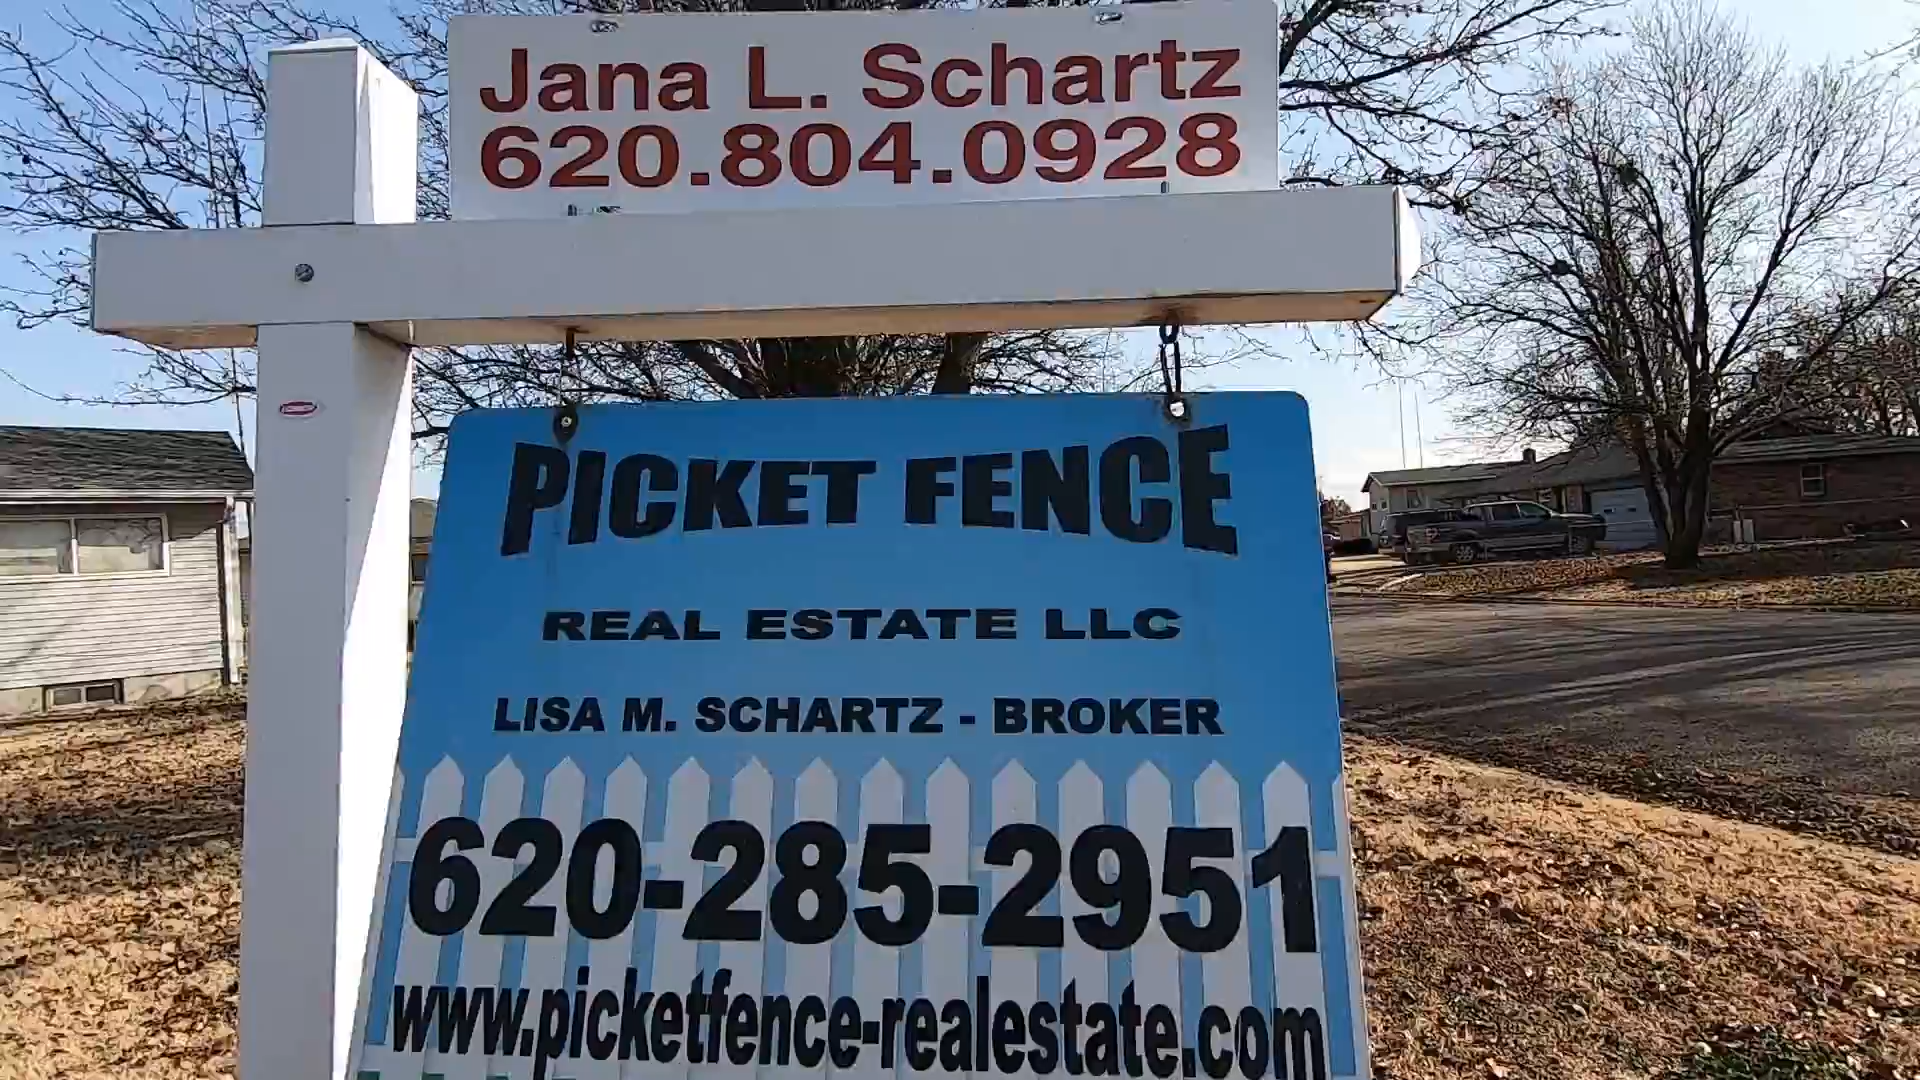 Jana L. Schartz
620.804.0928
PICKET FENCE
REAL ESTATE LLC
LISA M. SCHARTZ - BROKER
620-285-2951
www.picketfence-realestate.com